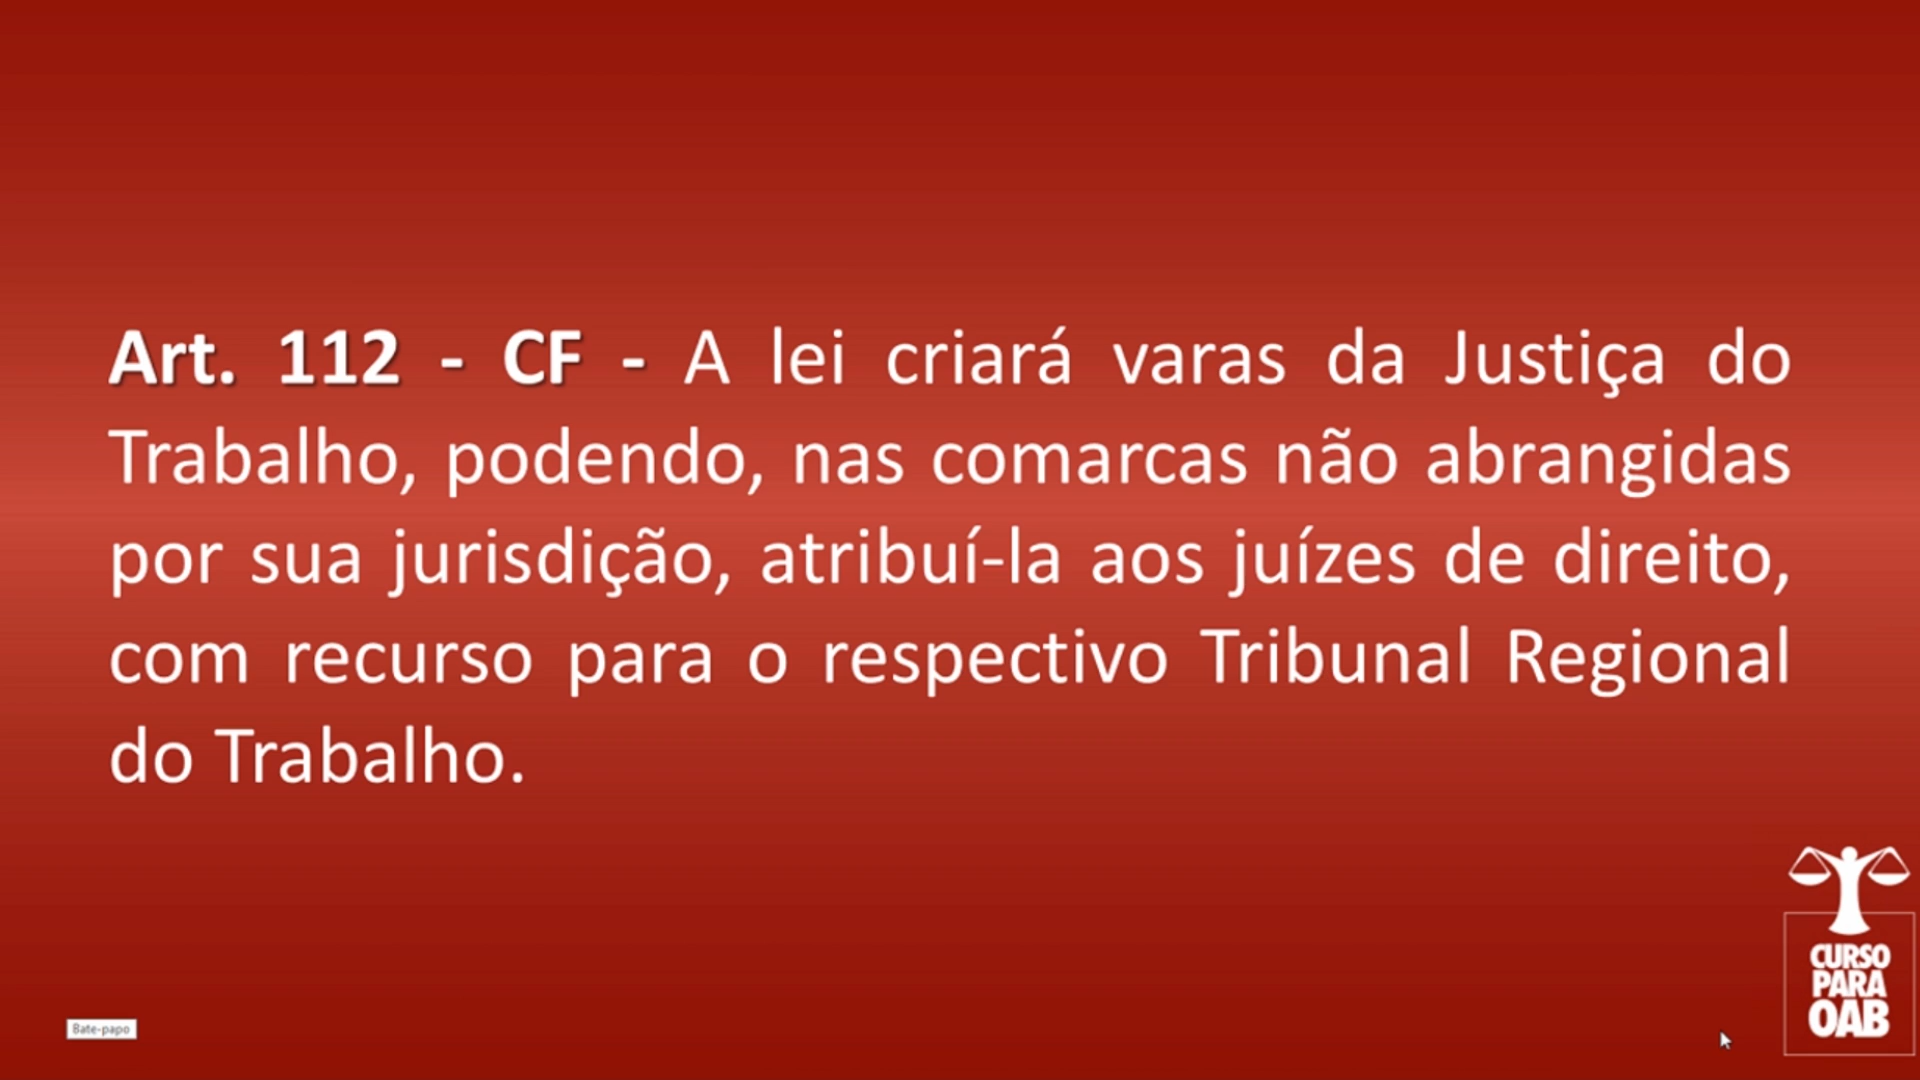 Art. 112 - CF - A lei criará varas da Justiça do
Trabalho, podendo, nas comarcas não abrangidas
por sua jurisdição, atribuí-la aos juízes de direito,
com recurso para o respectivo Tribunal Regional
do Trabalho.
CURSO
PARA
OAB
Bate-papo